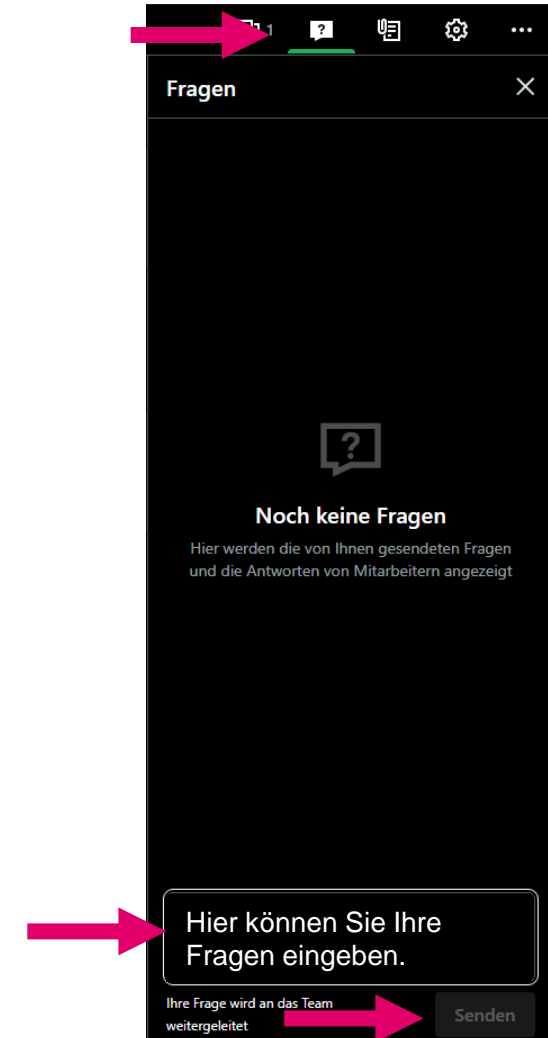 1
?
Fragen
?
Noch keine Fragen
Hier werden die von Ihnen gesendeten Fragen
und die Antworten von Mitarbeitern angezeigt
Hier können Sie Ihre
Fragen eingeben.
Ihre Frage wird an das Team
weitergeleitet
Senden